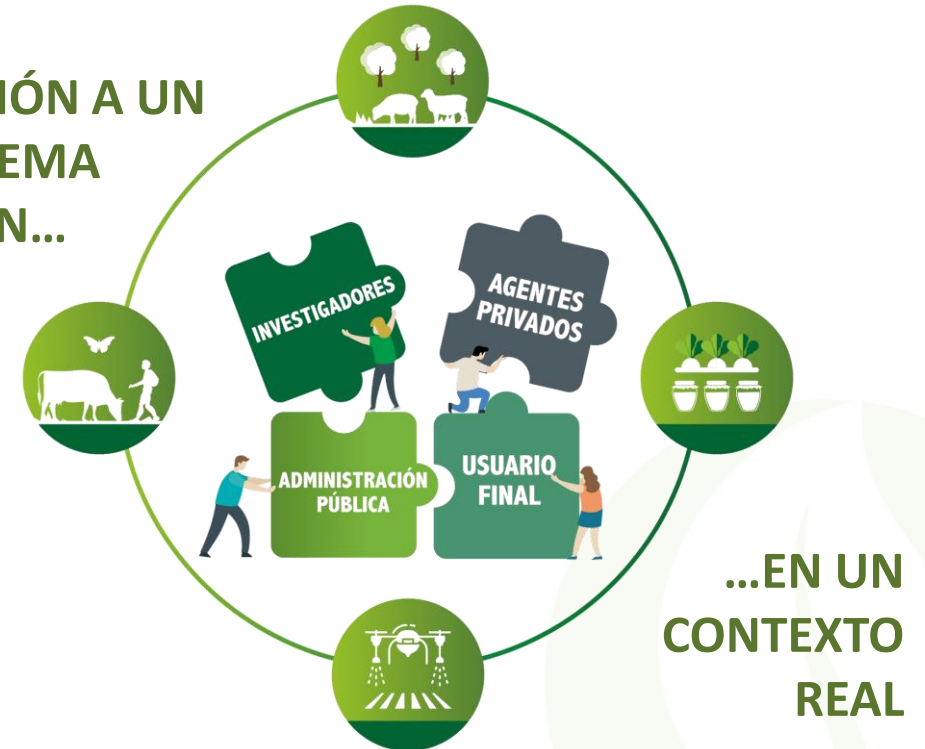 IÓN A UN
EMA
N...
INVESTIGADORES
AGENTES
PRIVADOS
ADMINISTRACIÓN
PÚBLICA
USUARIO
FINAL
...EN UN
CONTEXTO
REAL